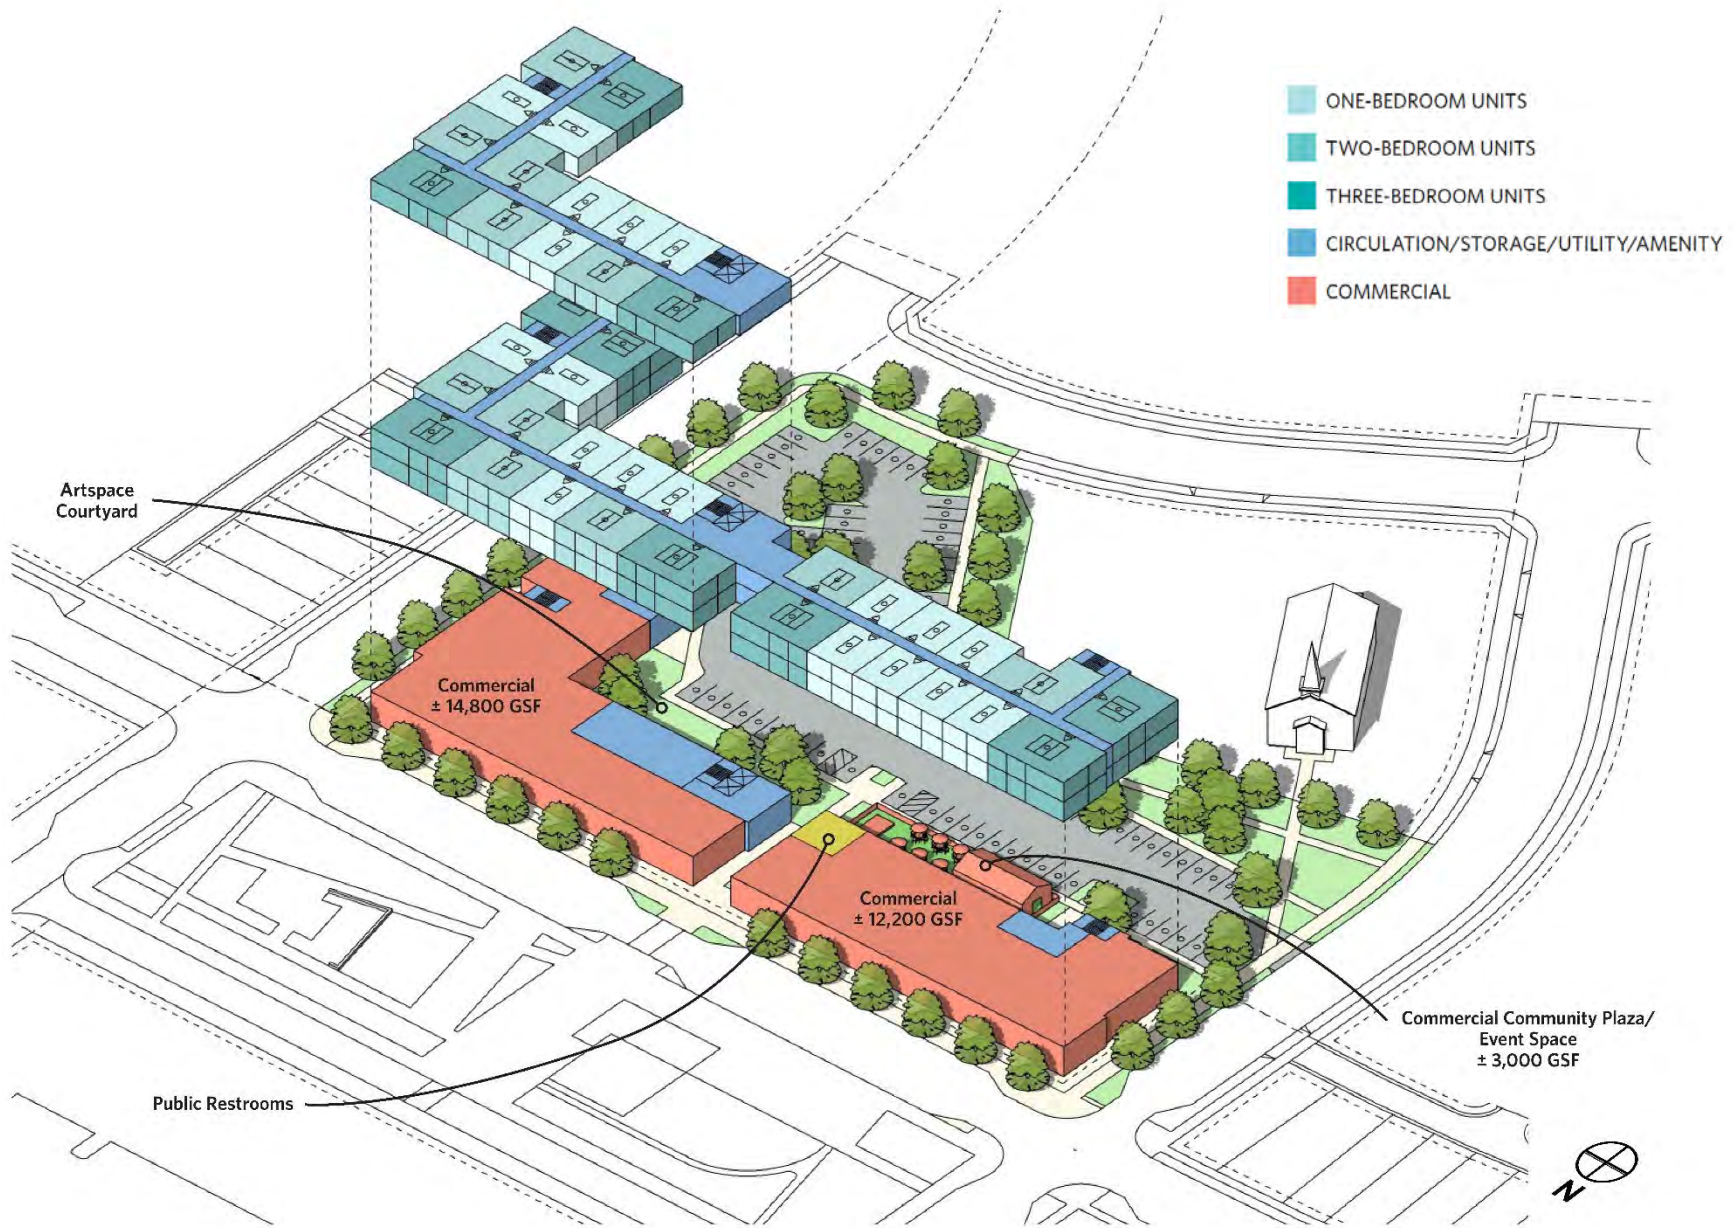 ONE-BEDROOM UNITS
TWO-BEDROOM UNITS
THREE-BEDROOM UNITS
CIRCULATION/STORAGE/UTILITY/AMENITY
COMMERCIAL
Artspace
Courtyard
Commercial
± 14,800 GSF
Commercial
± 12,200 GSF
Commercial Community Plaza/
Event Space
± 3,000 GSF
Public Restrooms
N